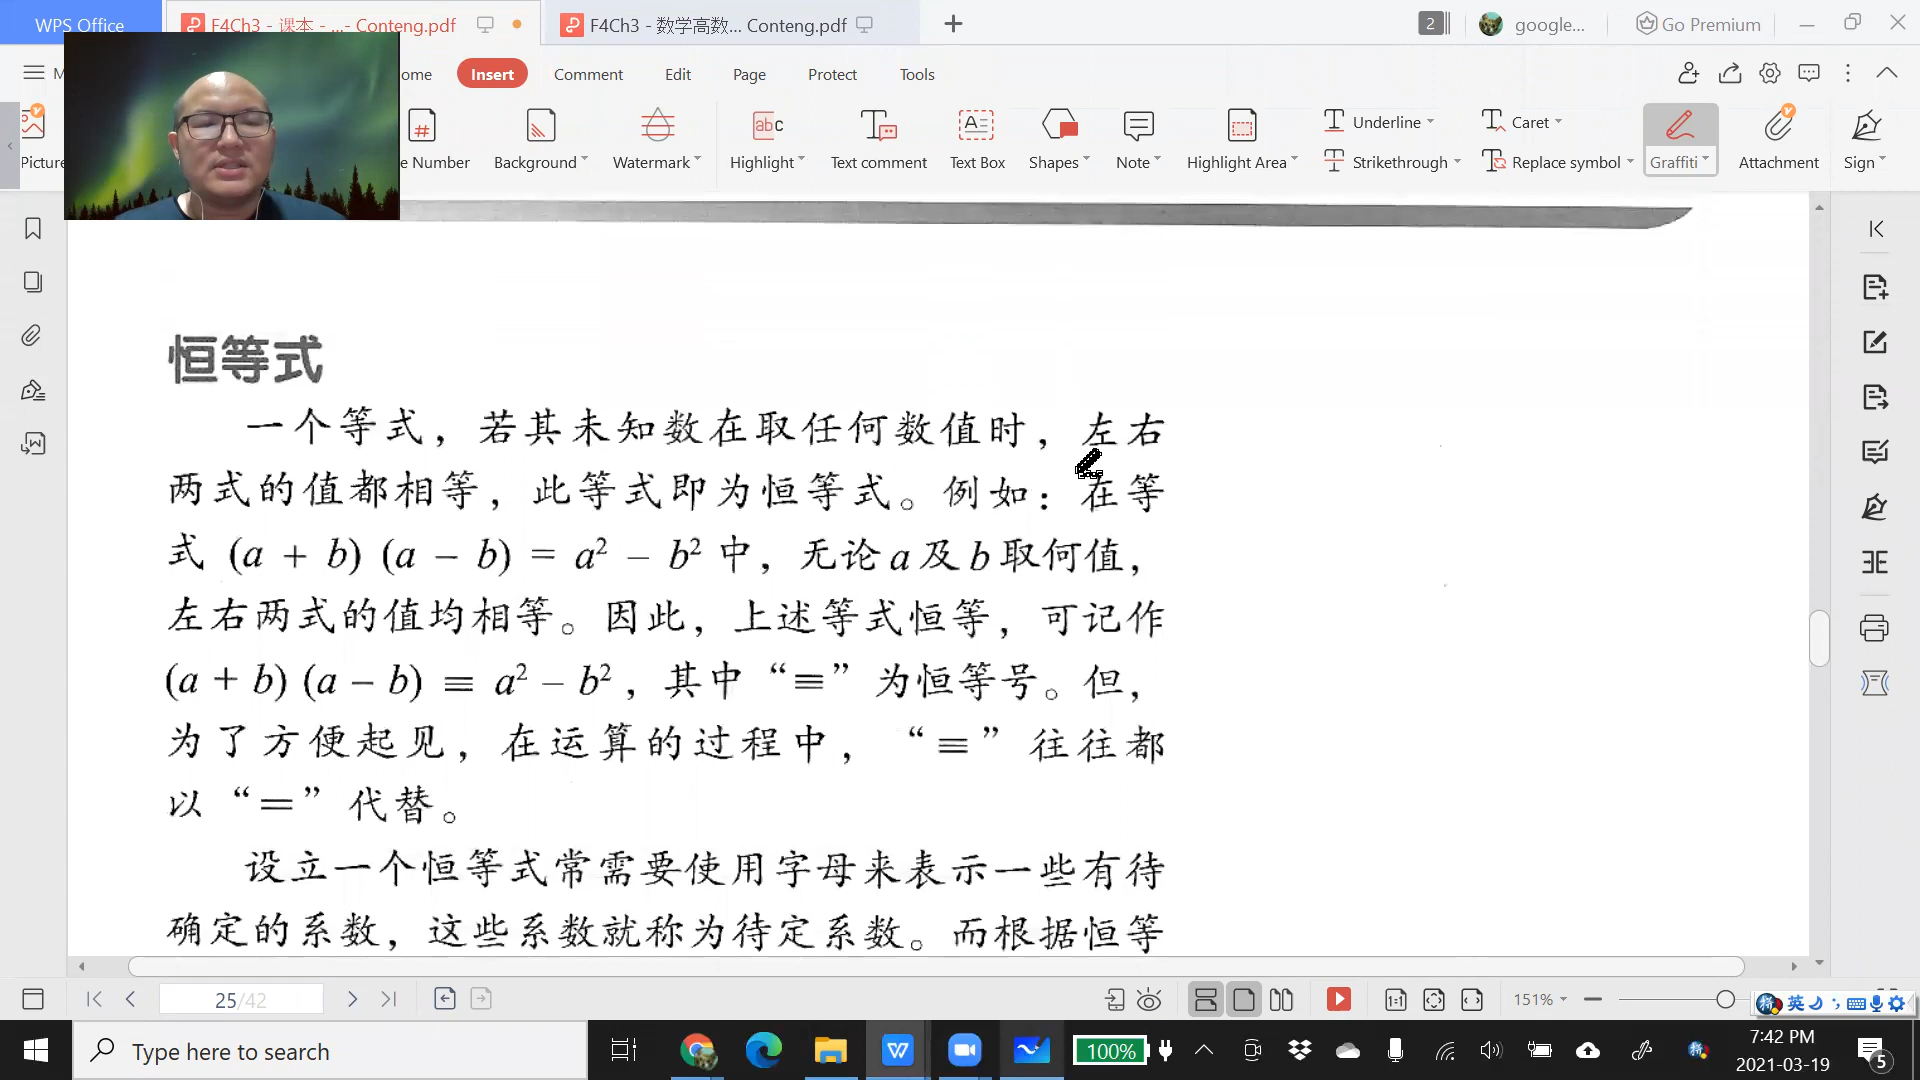 WPS Office
F4Ch3 - 课本 - ...- Conteng.pdf
F4Ch3 - 数学高数... Conteng.pdf
2
google...
Go Premium
ome
Insert
Comment
Edit
Page
Protect
Tools
Picture
e Number
Background
Watermark
Highlight
Text comment
Text Box
Shapes
Note
Highlight Area
Underline
Strikethrough
Caret
Replace symbol
Graffiti
Attachment
Sign
恒等式
一个等式，若其未知数在取任何数值时，左右
两式的值都相等，此等式即为恒等式。例如：在等
式 (a + b) (a − b) = a² − b² 中，无论 a 及 b 取何值，
左右两式的值均相等。因此，上述等式恒等，可记作
(a + b) (a − b) ≡ a² − b²，其中“≡”为恒等号。但，
为了方便起见，在运算的过程中，“≡”往往都
以“=”代替。
设立一个恒等式常需要使用字母来表示一些有待
确定的系数，这些系数就称为待定系数。而根据恒等
25/42
151%
英
Type here to search
100%
7:42 PM
2021-03-19
5